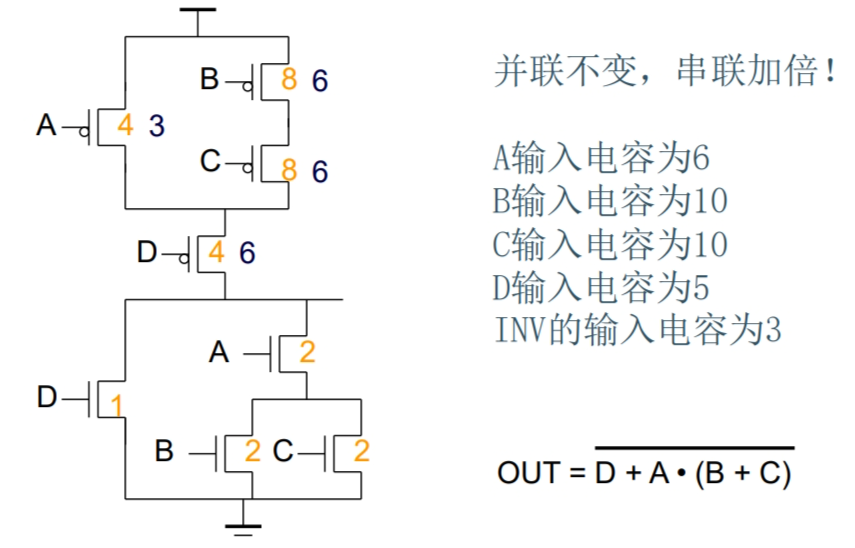 并联不变，串联加倍！
A输入电容为6
B输入电容为10
C输入电容为10
D输入电容为5
INV的输入电容为3
OUT = D + A • (B + C)
B 8 6
A 4 3
C 8 6
D 4 6
A 2
D 1
B 2 C 2